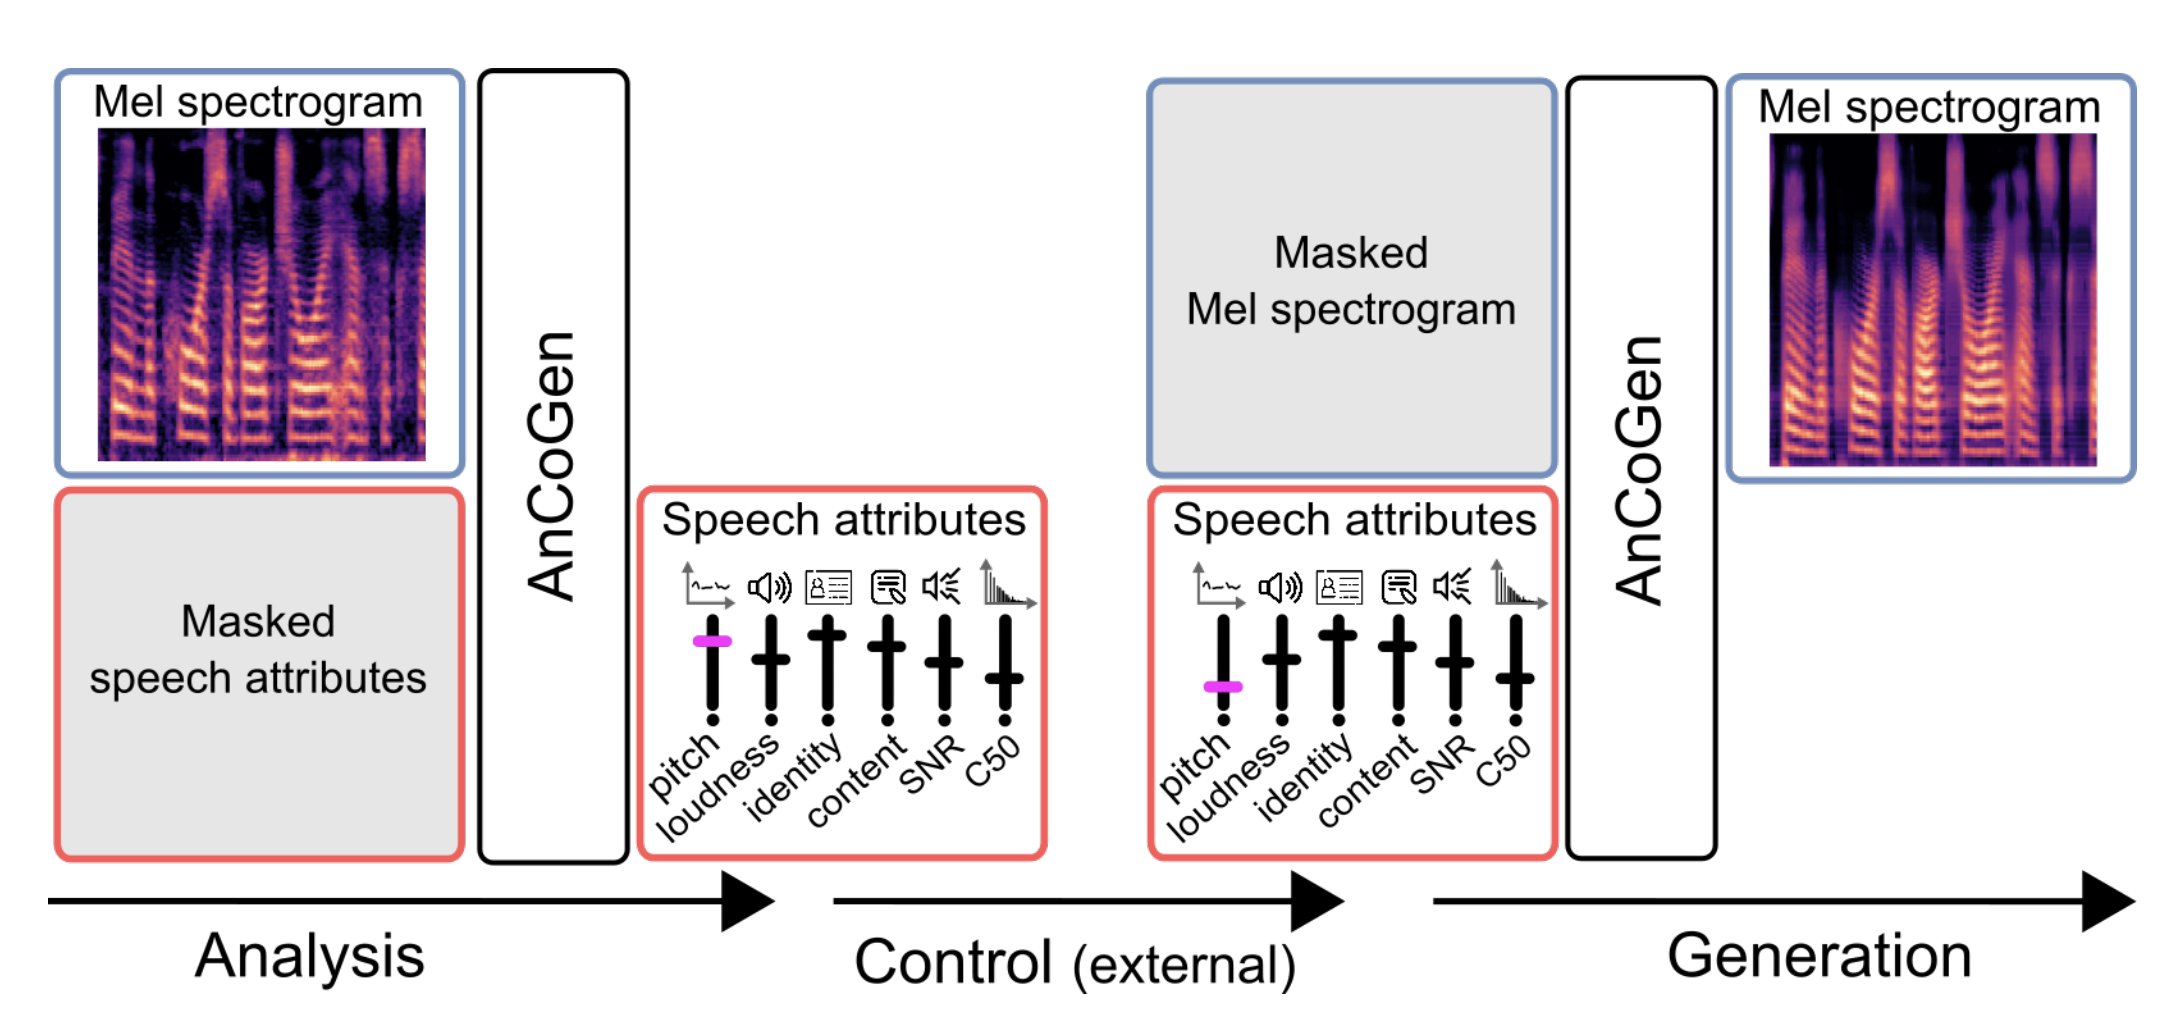 Mel spectrogram
Masked
speech attributes
AnCoGen
Speech attributes
pitch
loudness
identity
content
SNR
C50
Masked
Mel spectrogram
Speech attributes
pitch
loudness
identity
content
SNR
C50
AnCoGen
Mel spectrogram
Analysis
Control (external)
Generation